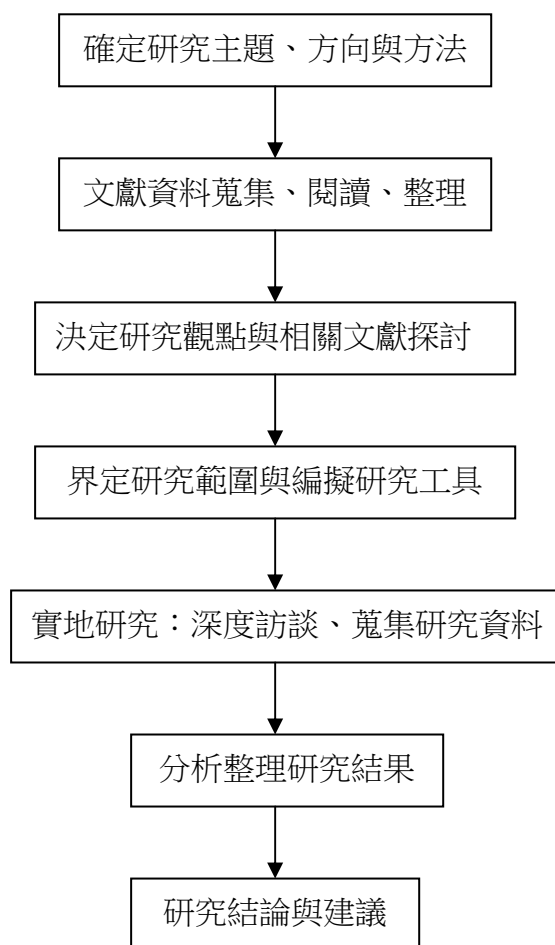 確定研究主題、方向與方法
文獻資料蒐集、閱讀、整理
決定研究觀點與相關文獻探討
界定研究範圍與編擬研究工具
實地研究：深度訪談、蒐集研究資料
分析整理研究結果
研究結論與建議